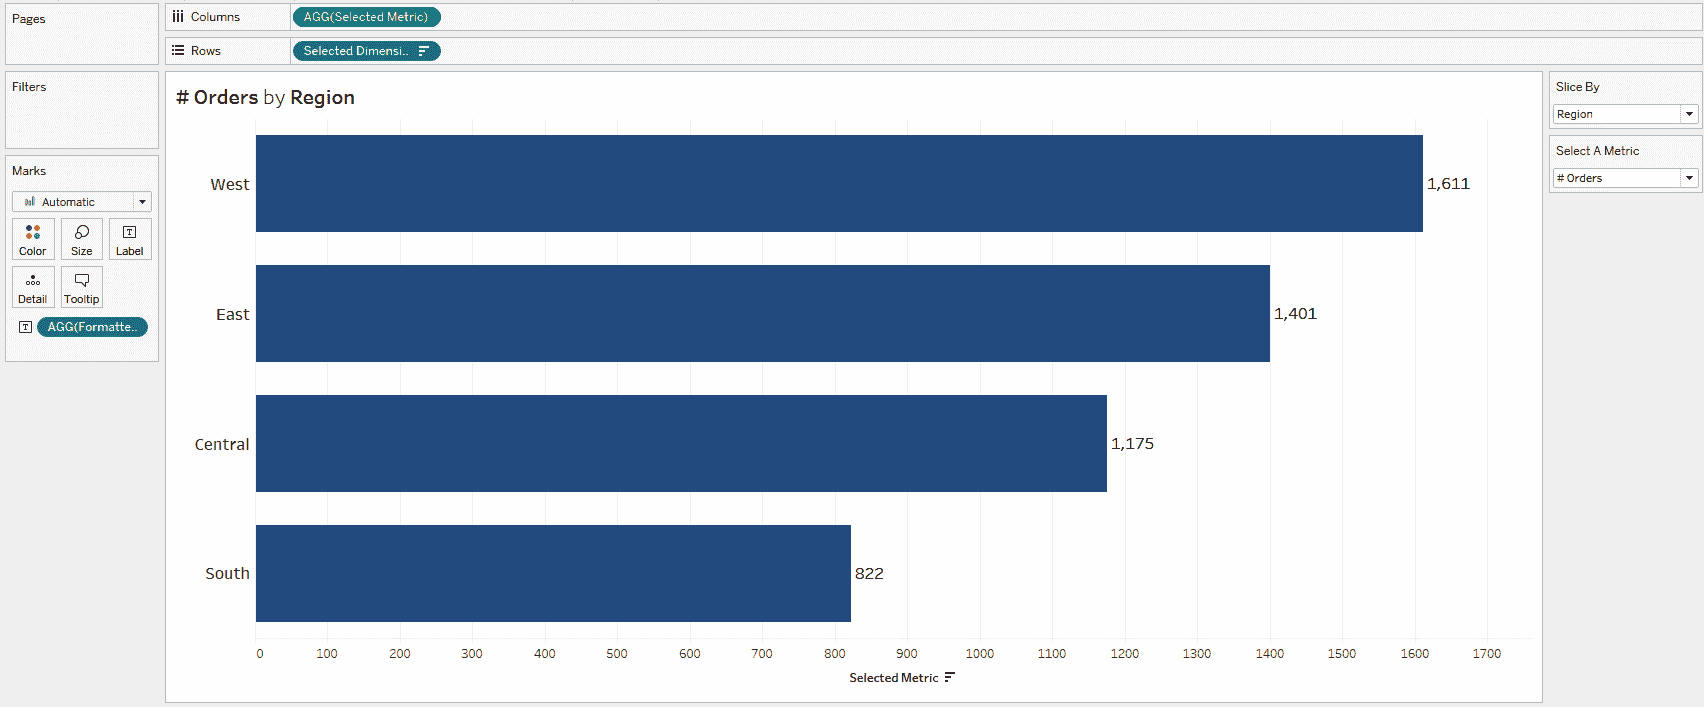 Pages
Columns
AGG(Selected Metric)
Rows
Selected Dimensi..
Filters
Marks
Automatic
Color
Size
Label
Detail
Tooltip
AGG(Formatte..
# Orders by Region
West
1,611
East
1,401
Central
1,175
South
822
0 100 200 300 400 500 600 700 800 900 1000 1100 1200 1300 1400 1500 1600 1700
Selected Metric
Slice By
Region
Select A Metric
# Orders